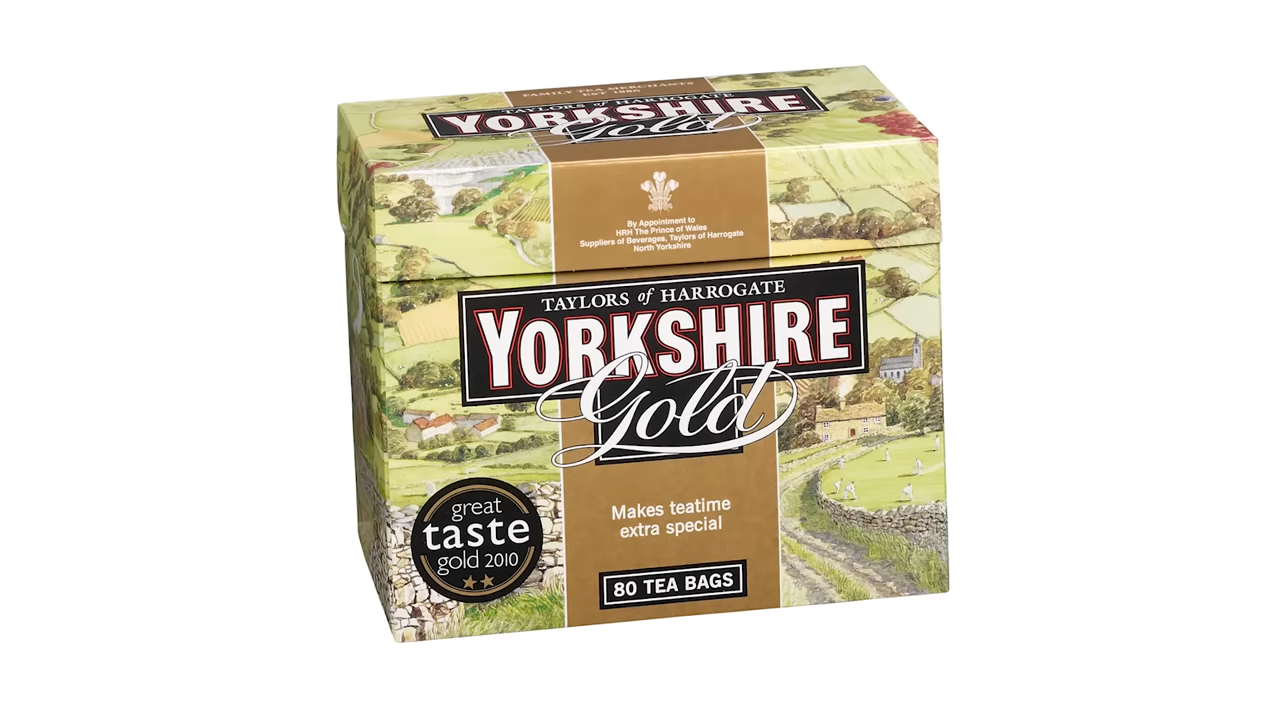 FAMILY TEA MERCHANTS
EST 1886
TAYLORS of HARROGATE
YORKSHIRE
Gold
By Appointment to
HRH The Prince of Wales
Suppliers of Beverages, Taylors of Harrogate
North Yorkshire
TAYLORS of HARROGATE
YORKSHIRE
Gold
great
taste
gold 2010
Makes teatime
extra special
80 TEA BAGS